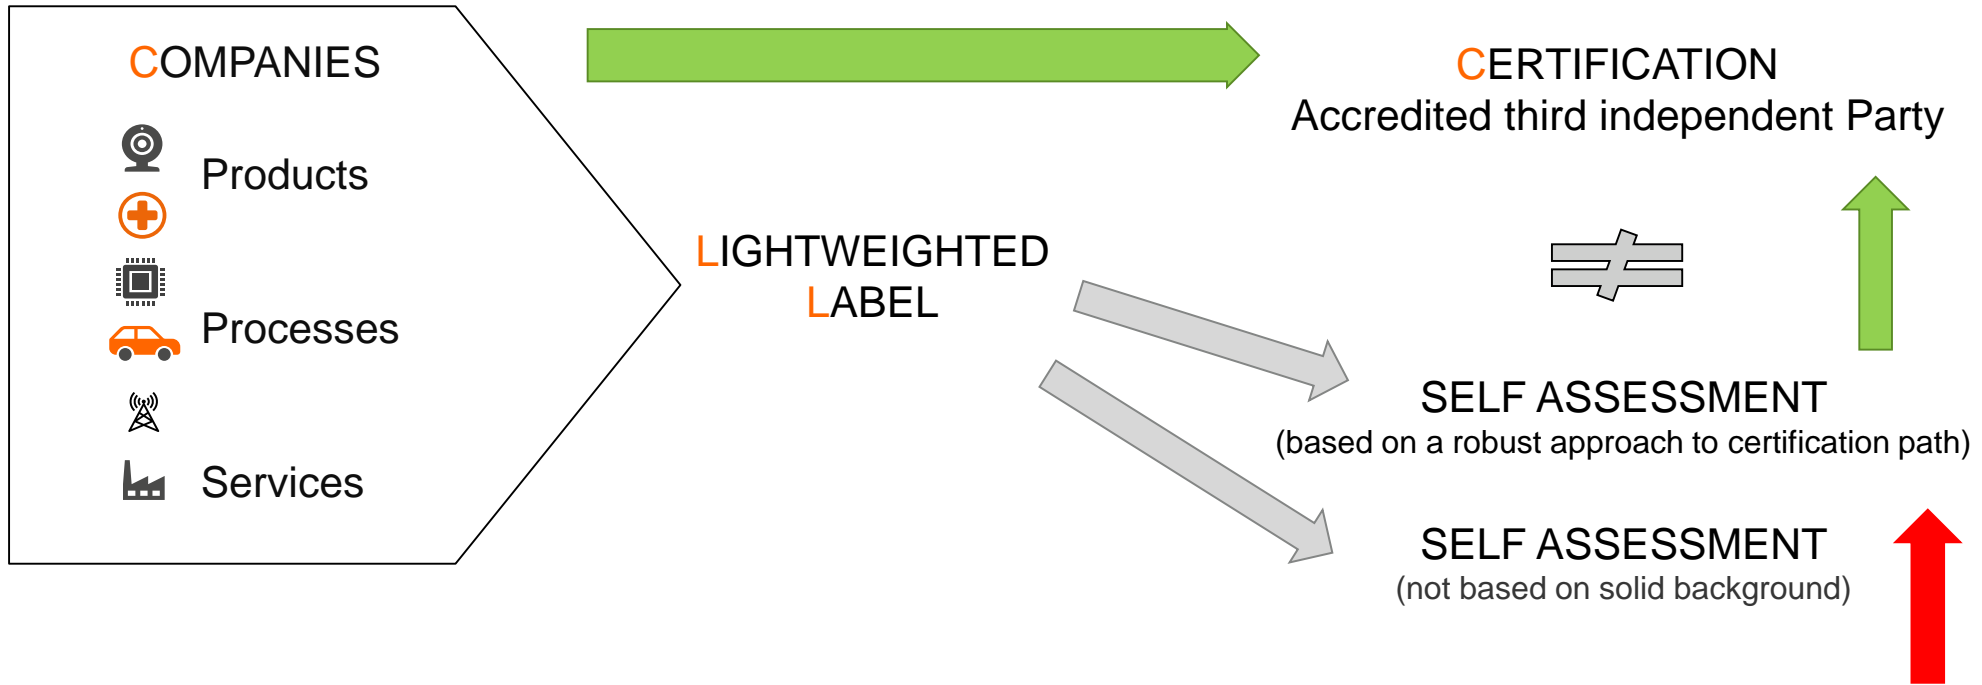 COMPANIES
Products
Processes
Services
LIGHTWEIGHTED
LABEL
CERTIFICATION
Accredited third independent Party
SELF ASSESSMENT
(based on a robust approach to certification path)
SELF ASSESSMENT
(not based on solid background)